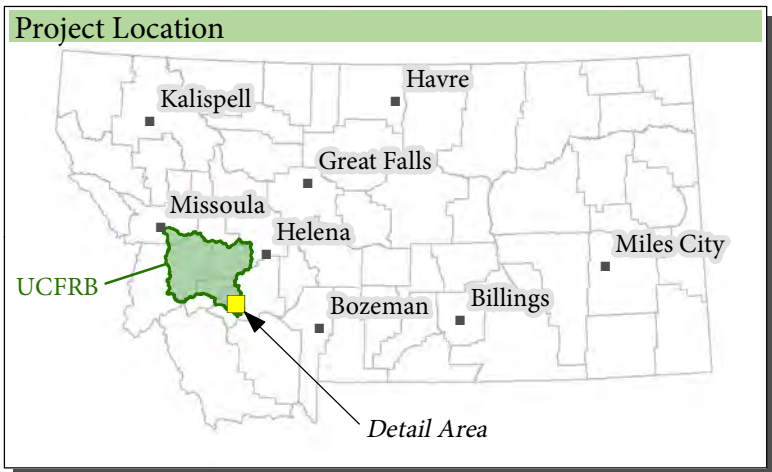 Project Location
Havre
Kalispell
Great Falls
Missoula
Helena
Miles City
UCFRB
Bozeman
Billings
Detail Area